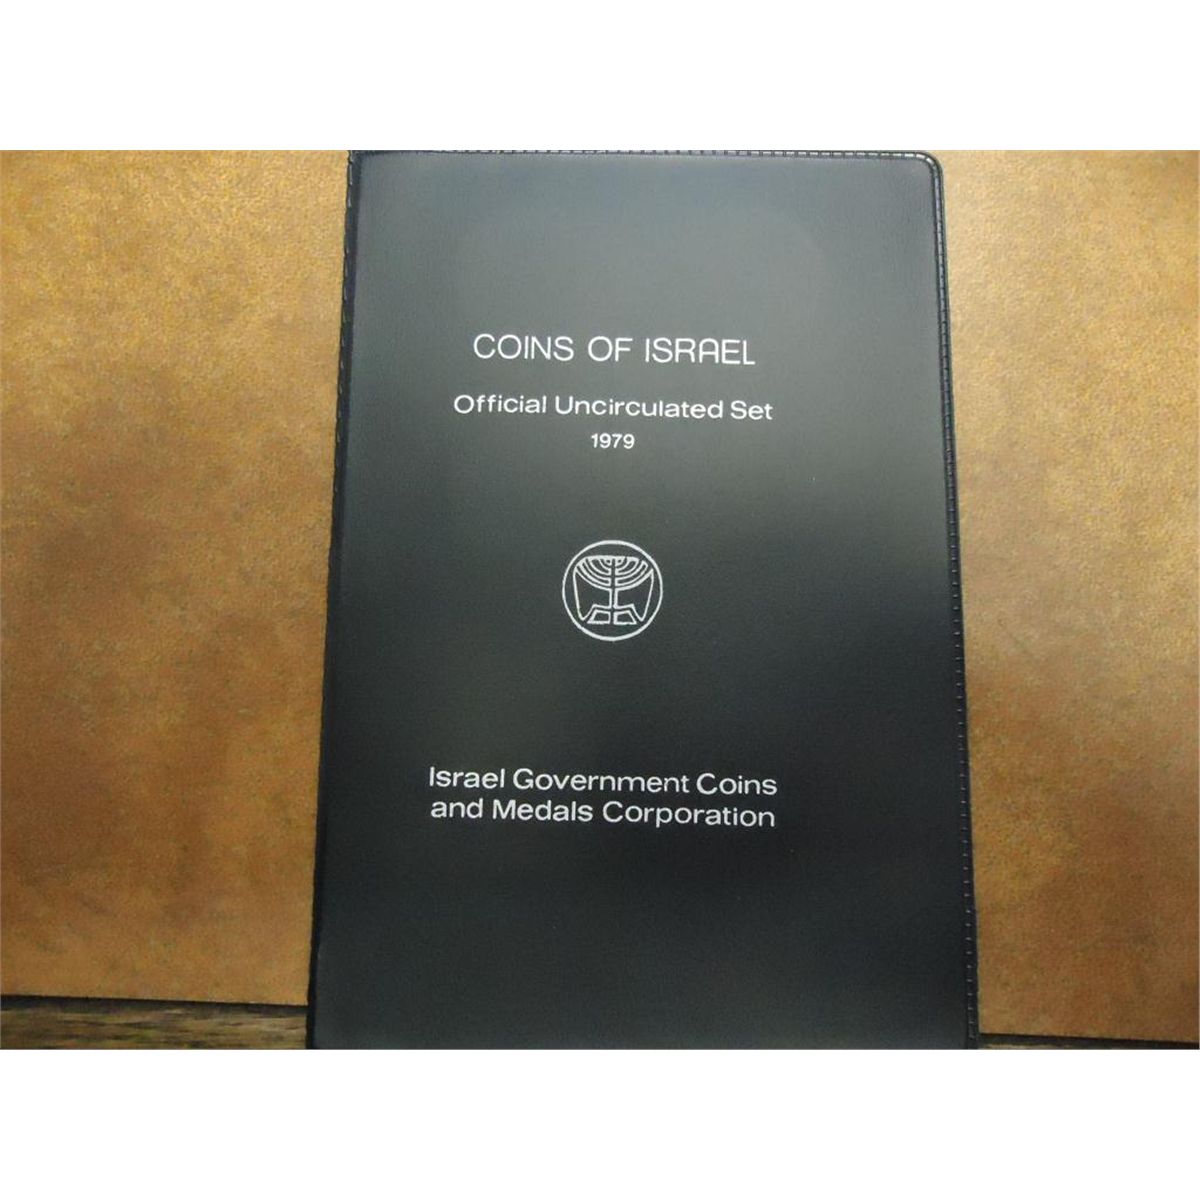 COINS OF ISRAEL
Official Uncirculated Set
1979
Israel Government Coins
and Medals Corporation